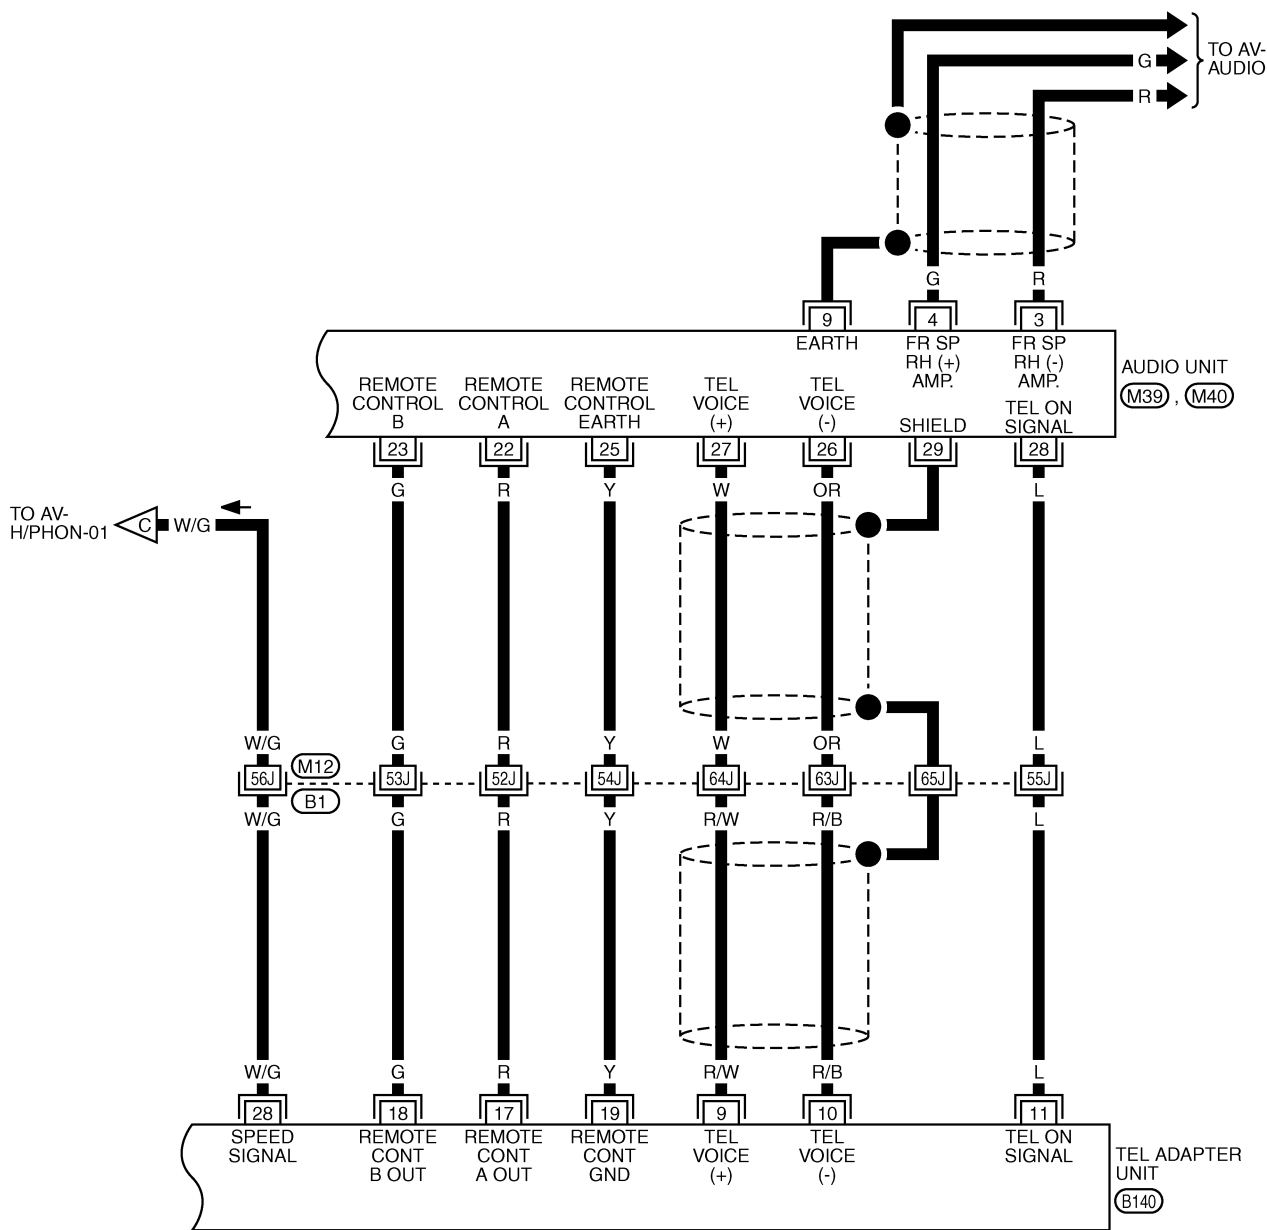 TO AV-
AUDIO
G
R
G
R
9
4
3
EARTH
FR SP
RH (+)
AMP.
FR SP
RH (-)
AMP.
AUDIO UNIT
M39 , M40
REMOTE
CONTROL
B
REMOTE
CONTROL
A
REMOTE
CONTROL
EARTH
TEL
VOICE
(+)
TEL
VOICE
(-)
SHIELD
TEL ON
SIGNAL
23
22
25
27
26
29
28
G
R
Y
W
OR
L
TO AV-
H/PHON-01
C
W/G
W/G
G
R
Y
W
OR
L
M12
56J
53J
52J
54J
64J
63J
65J
55J
B1
W/G
G
R
Y
R/W
R/B
L
W/G
G
R
Y
R/W
R/B
L
28
18
17
19
9
10
11
SPEED
SIGNAL
REMOTE
CONT
B OUT
REMOTE
CONT
A OUT
REMOTE
CONT
GND
TEL
VOICE
(+)
TEL
VOICE
(-)
TEL ON
SIGNAL
TEL ADAPTER
UNIT
B140